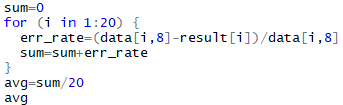 sum=0
for (i in 1:20) {
  err_rate=(data[i,8]-result[i])/data[i,8]
  sum=sum+err_rate
}
avg=sum/20
avg